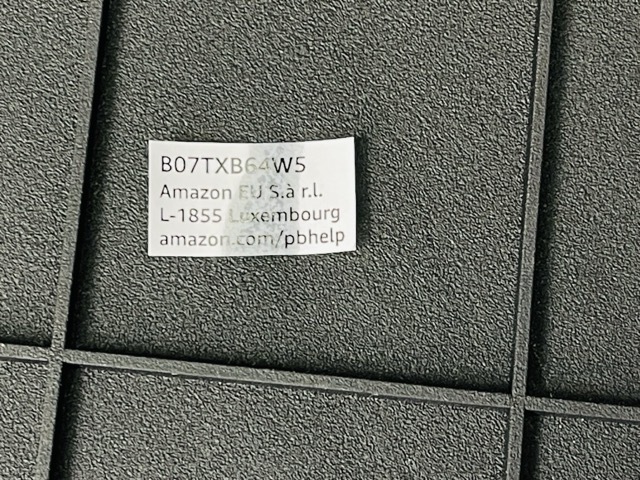 B07TXB64W5
Amazon EU S.à r.l.
L-1855 Luxembourg
amazon.com/pbhelp